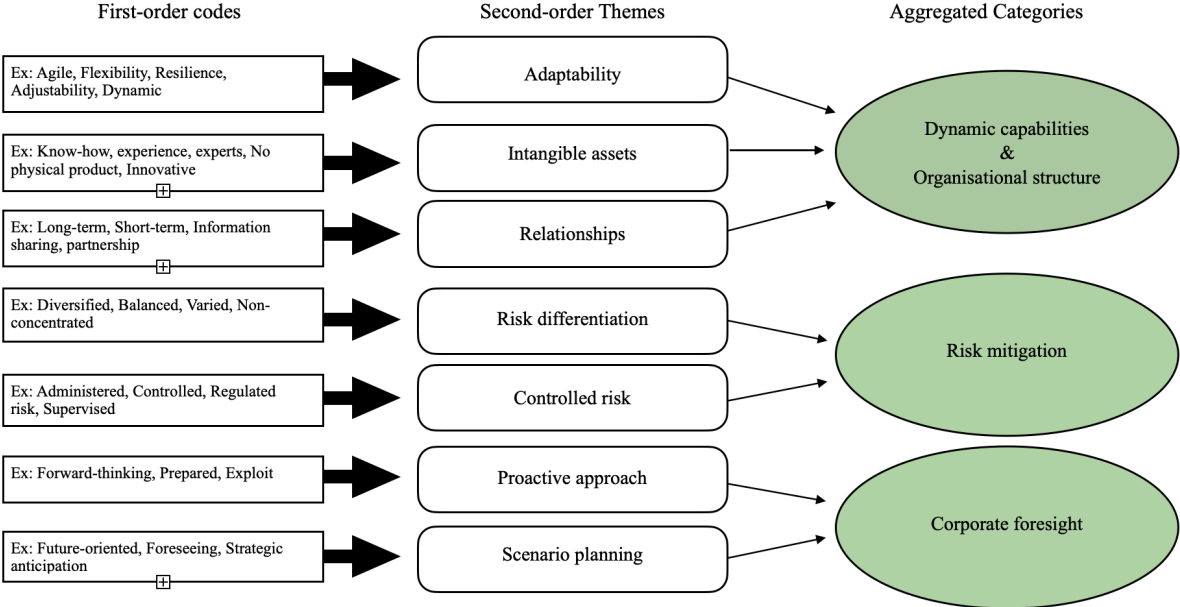 First-order codes
Second-order Themes
Aggregated Categories
Ex: Agile, Flexibility, Resilience,
Adjustability, Dynamic
Adaptability
Ex: Know-how, experience, experts, No
physical product, Innovative
Intangible assets
Dynamic capabilities
&
Organisational structure
Ex: Long-term, Short-term, Information
sharing, partnership
Relationships
Ex: Diversified, Balanced, Varied, Non-
concentrated
Risk differentiation
Risk mitigation
Ex: Administered, Controlled, Regulated
risk, Supervised
Controlled risk
Ex: Forward-thinking, Prepared, Exploit
Proactive approach
Corporate foresight
Ex: Future-oriented, Foreseeing, Strategic
anticipation
Scenario planning